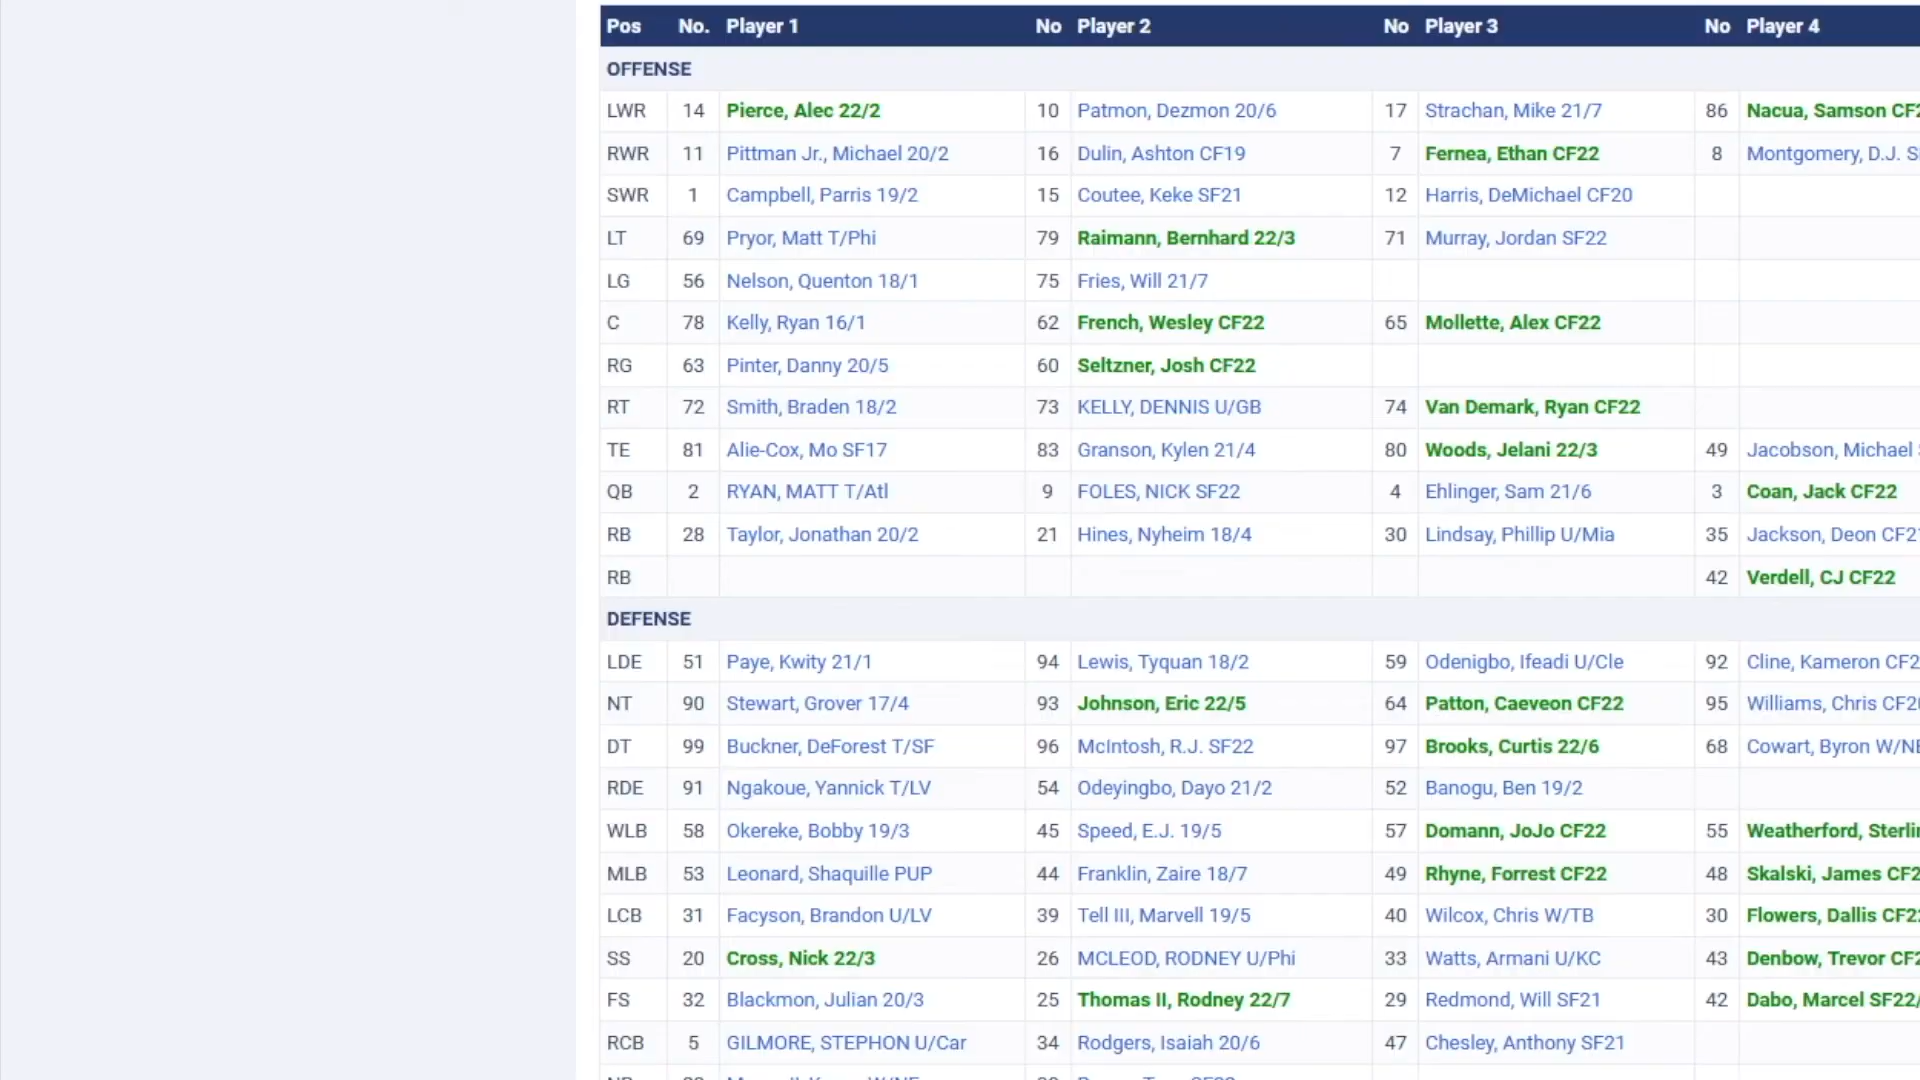 Pos No. Player 1 No Player 2 No Player 3 No Player 4
OFFENSE
LWR 14 Pierce, Alec 22/2 10 Patmon, Dezmon 20/6 17 Strachan, Mike 21/7 86 Nacua, Samson
RWR 11 Pittman Jr., Michael 20/2 16 Dulin, Ashton CF19 7 Fernea, Ethan CF22 8 Montgomery, D.J.
SWR 1 Campbell, Parris 19/2 15 Coutee, Keke SF21 12 Harris, DeMichael CF20
LT 69 Pryor, Matt T/Phi 79 Raimann, Bernhard 22/3 71 Murray, Jordan SF22
LG 56 Nelson, Quenton 18/1 75 Fries, Will 21/7
C 78 Kelly, Ryan 16/1 62 French, Wesley CF22 65 Mollette, Alex CF22
RG 63 Pinter, Danny 20/5 60 Seltzner, Josh CF22
RT 72 Smith, Braden 18/2 73 KELLY, DENNIS U/GB 74 Van Demark, Ryan CF22
TE 81 Alie-Cox, Mo SF17 83 Granson, Kylen 21/4 80 Woods, Jelani 22/3 49 Jacobson, Michael
QB 2 RYAN, MATT T/Atl 9 FOLES, NICK SF22 4 Ehlinger, Sam 21/6 3 Coan, Jack CF22
RB 28 Taylor, Jonathan 20/2 21 Hines, Nyheim 18/4 30 Lindsay, Phillip U/Mia 35 Jackson, Deon
RB 42 Verdell, CJ CF22
DEFENSE
LDE 51 Paye, Kwity 21/1 94 Lewis, Tyquan 18/2 59 Odenigbo, Ifeadi U/Cle 92 Cline, Kameron
NT 90 Stewart, Grover 17/4 93 Johnson, Eric 22/5 64 Patton, Caeveon CF22 95 Williams, Chris
DT 99 Buckner, DeForest T/SF 96 McIntosh, R.J. SF22 97 Brooks, Curtis 22/6 68 Cowart, Byron
RDE 91 Ngakoue, Yannick T/LV 54 Odeyingbo, Dayo 21/2 52 Banogu, Ben 19/2
WLB 58 Okereke, Bobby 19/3 45 Speed, E.J. 19/5 57 Domann, JoJo CF22 55 Weatherford,
MLB 53 Leonard, Shaquille PUP 44 Franklin, Zaire 18/7 49 Rhyne, Forrest CF22 48 Skalski, James
LCB 31 Facyson, Brandon U/LV 39 Tell III, Marvell 19/5 40 Wilcox, Chris W/TB 30 Flowers, Dallis
SS 20 Cross, Nick 22/3 26 MCLEOD, RODNEY U/Phi 33 Watts, Armani U/KC 43 Denbow, Trevor
FS 32 Blackmon, Julian 20/3 25 Thomas II, Rodney 22/7 29 Redmond, Will SF21 42 Dabo, Marcel
RCB 5 GILMORE, STEPHON U/Car 34 Rodgers, Isaiah 20/6 47 Chesley, Anthony SF21